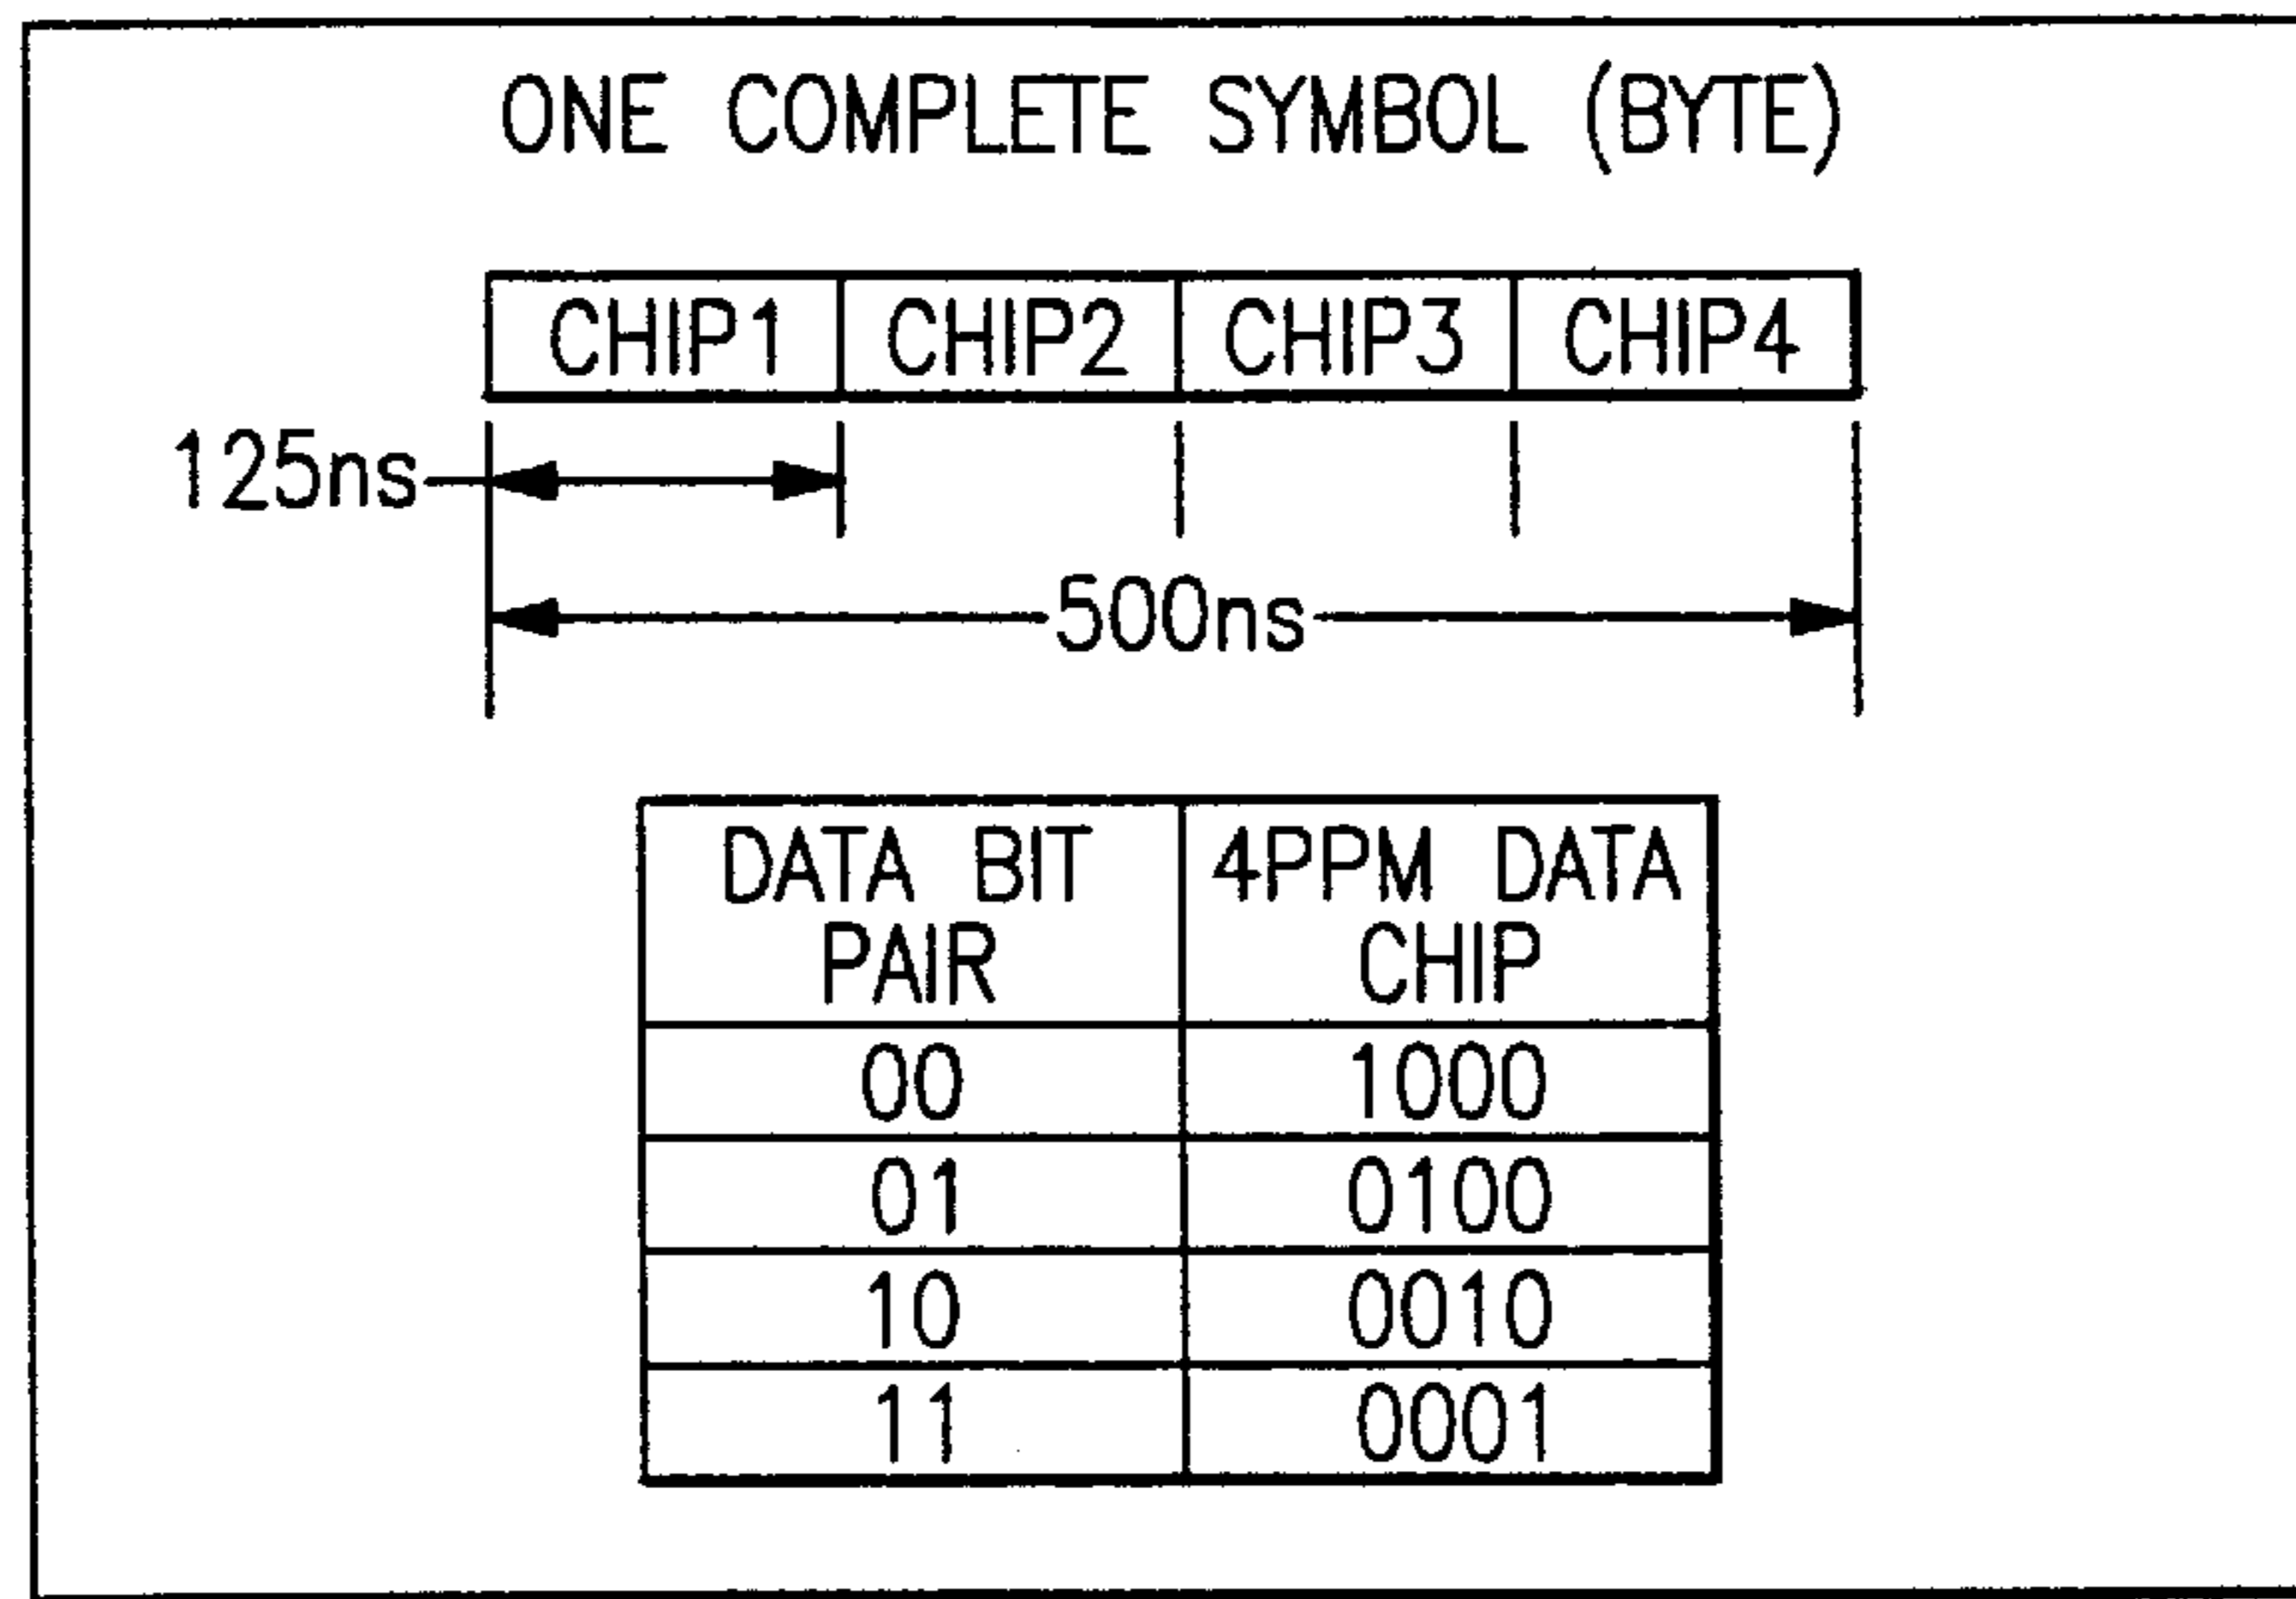 ONE COMPLETE SYMBOL (BYTE)
CHIP1 CHIP2 CHIP3 CHIP4
125ns
500ns
DATA BIT PAIR 4PPM DATA CHIP
00 1000
01 0100
10 0010
11 0001